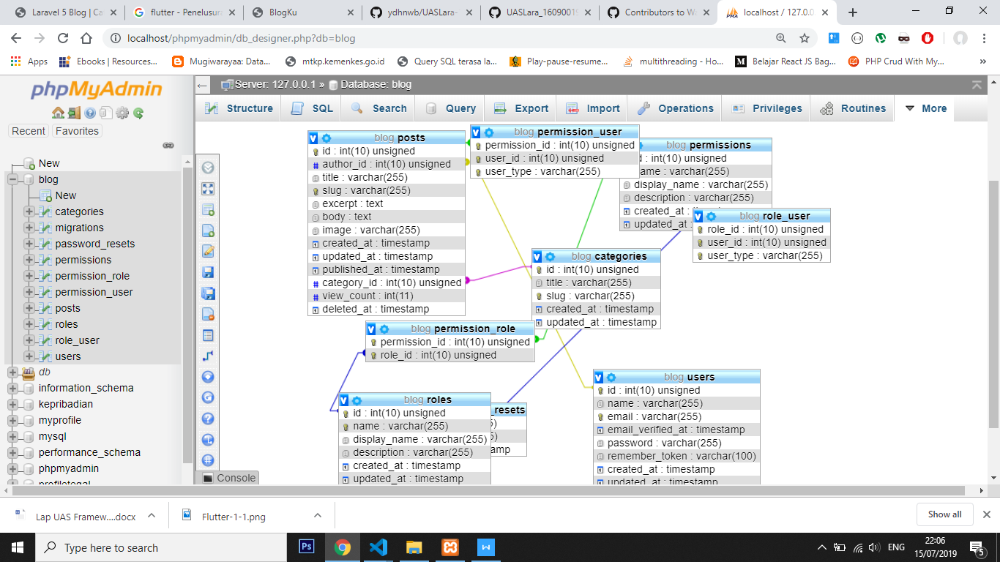 Laravel 5 Blog | Ca
flutter - Penelusur
BlogKu
ydhnwb/UASLara-
UASLara_16090019
Contributors to Wa
localhost / 127.0.0
localhost/phpmyadmin/db_designer.php?db=blog
Apps
Ebooks | Resources...
Mugiwarayaa: Data...
mtkp.kemenkes.go.id
Query SQL terasa la...
Play-pause-resume...
multithreading - Ho...
Belajar React JS Bag...
PHP Crud With My...
phpMyAdmin
Recent
Favorites
New
blog
New
categories
migrations
password_resets
permissions
permission_role
permission_user
posts
roles
role_user
users
db
information_schema
kepribadian
myprofile
mysql
performance_schema
phpmyadmin
profiletegal
Server: 127.0.0.1 » Database: blog
Structure
SQL
Search
Query
Export
Import
Operations
Privileges
Routines
More
blog posts
id : int(10) unsigned
author_id : int(10) unsigned
title : varchar(255)
slug : varchar(255)
excerpt : text
body : text
image : varchar(255)
created_at : timestamp
updated_at : timestamp
published_at : timestamp
category_id : int(10) unsigned
view_count : int(11)
deleted_at : timestamp
blog permission_user
permission_id : int(10) unsigned
user_id : int(10) unsigned
user_type : varchar(255)
blog permissions
id : int(10) unsigned
name : varchar(255)
display_name : varchar(255)
description : varchar(255)
created_at :
updated_at :
blog role_user
role_id : int(10) unsigned
user_id : int(10) unsigned
user_type : varchar(255)
blog categories
id : int(10) unsigned
title : varchar(255)
slug : varchar(255)
created_at : timestamp
updated_at : timestamp
blog permission_role
permission_id : int(10) unsigned
role_id : int(10) unsigned
blog roles
id : int(10) unsigned
name : varchar(255)
display_name : varchar(255)
description : varchar(255)
created_at : timestamp
updated_at : timestamp
_resets
5)
5)
amp
blog users
id : int(10) unsigned
name : varchar(255)
email : varchar(255)
email_verified_at : timestamp
password : varchar(255)
remember_token : varchar(100)
created_at : timestamp
updated_at : timestamp
Console
Lap UAS Framew....docx
Flutter-1-1.png
Show all
Type here to search
ENG
22:06
15/07/2019
5